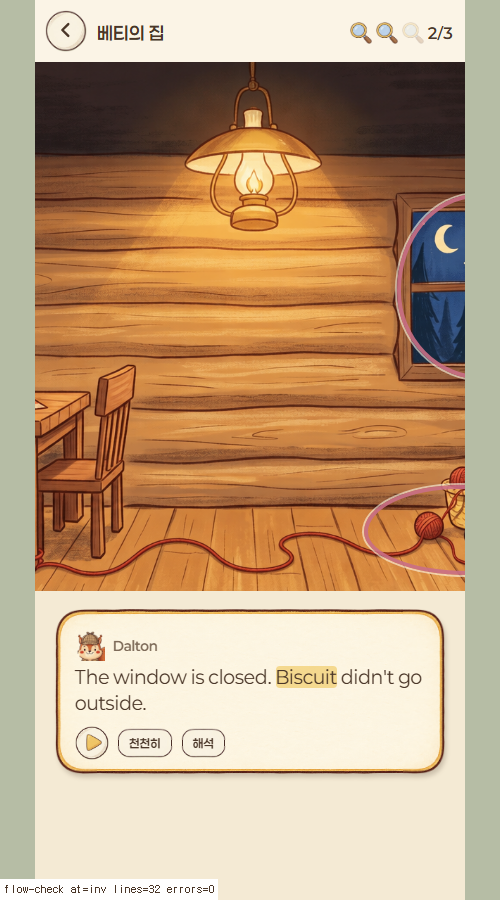 베티의 집
2/3
Dalton
The window is closed. Biscuit didn't go
outside.
천천히
해석
flow-check at=inv lines=32 errors=0